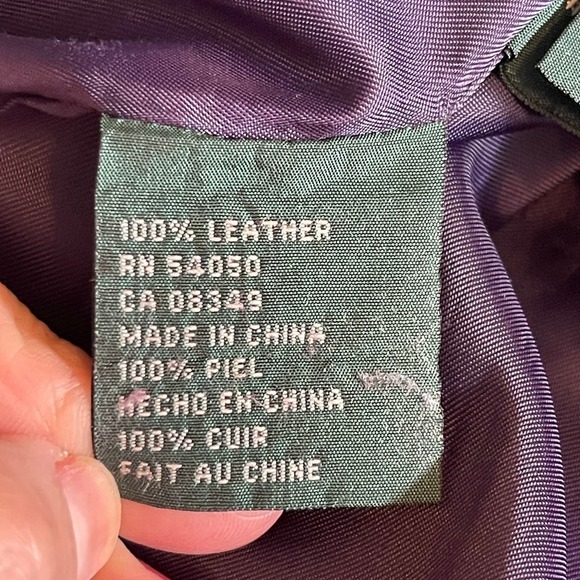 100% LEATHER
RN 54050
CA 08349
MADE IN CHINA
100% PIEL
HECHO EN CHINA
100% CUIR
FAIT AU CHINE